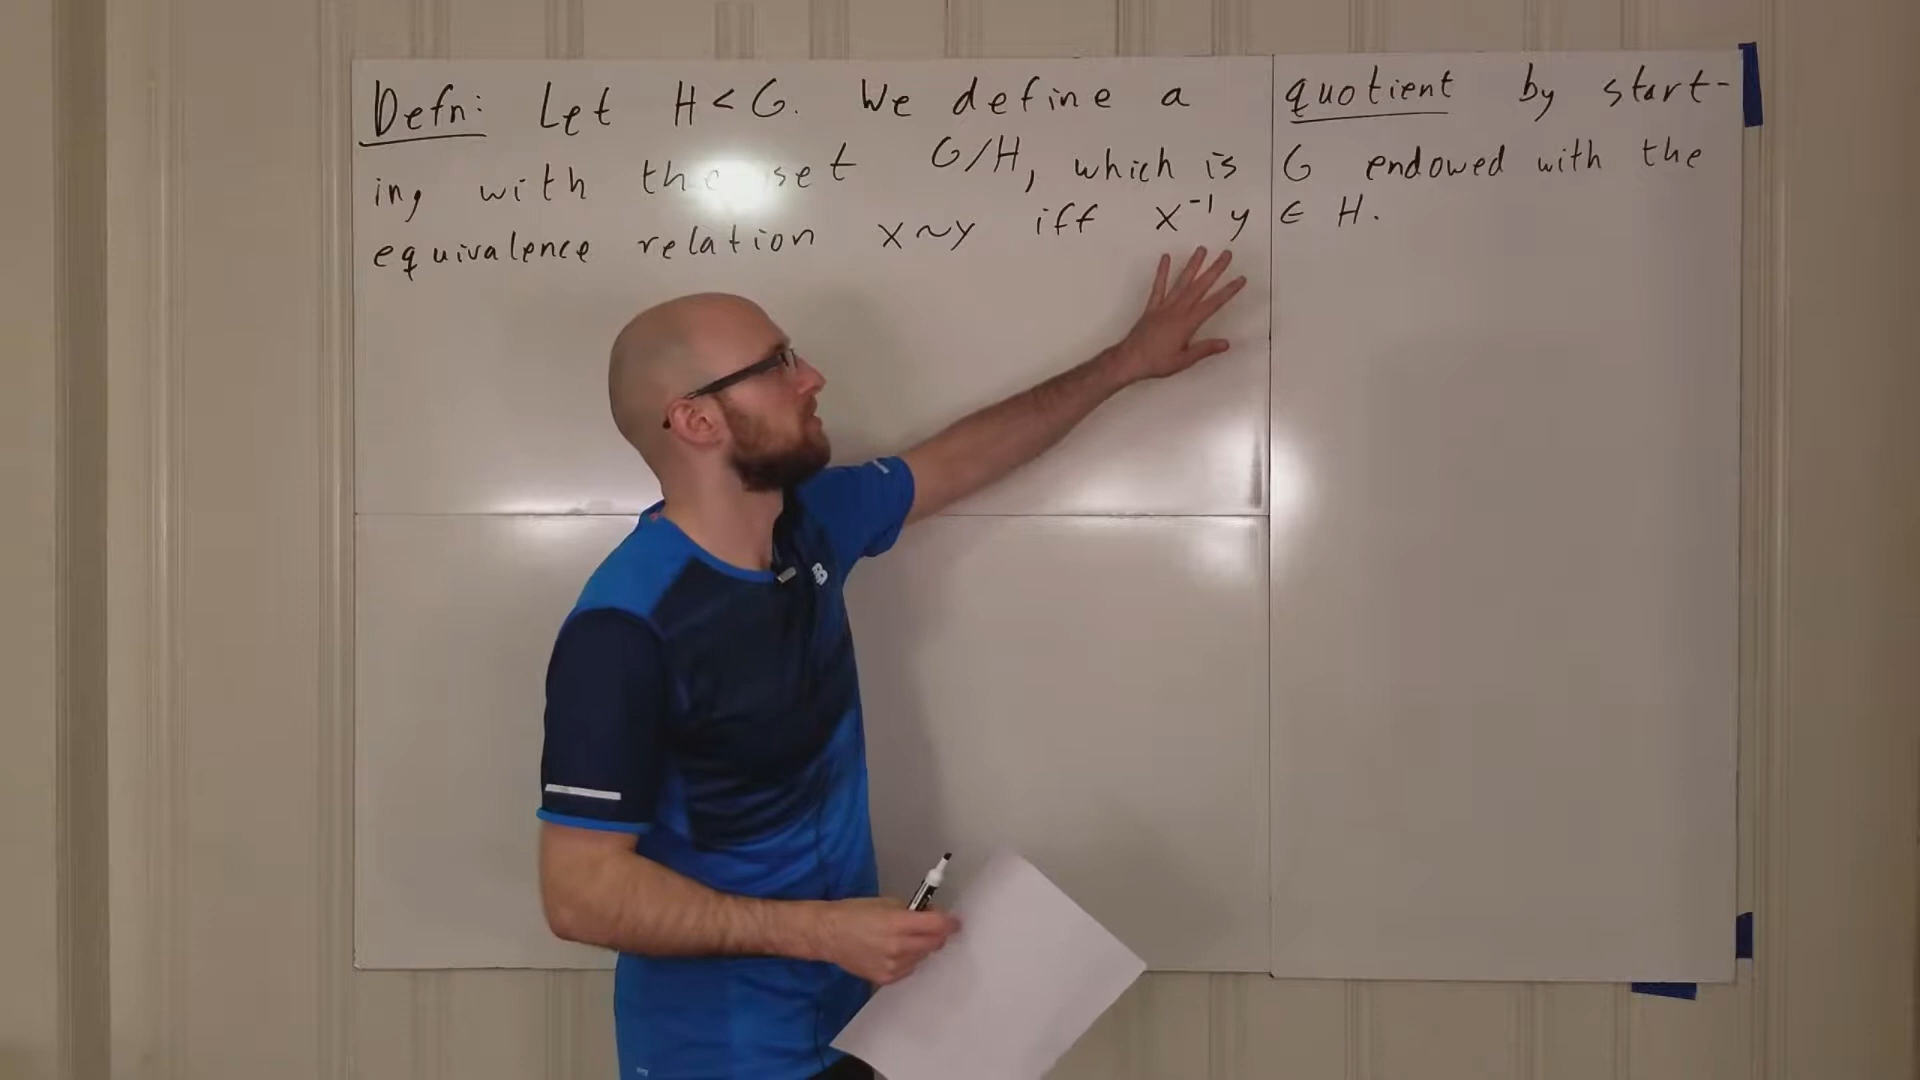 Defn: Let H < G. We define a quotient by start-
ing with the set G/H, which is G endowed with the
equivalence relation x~y iff x⁻¹y ∈ H.